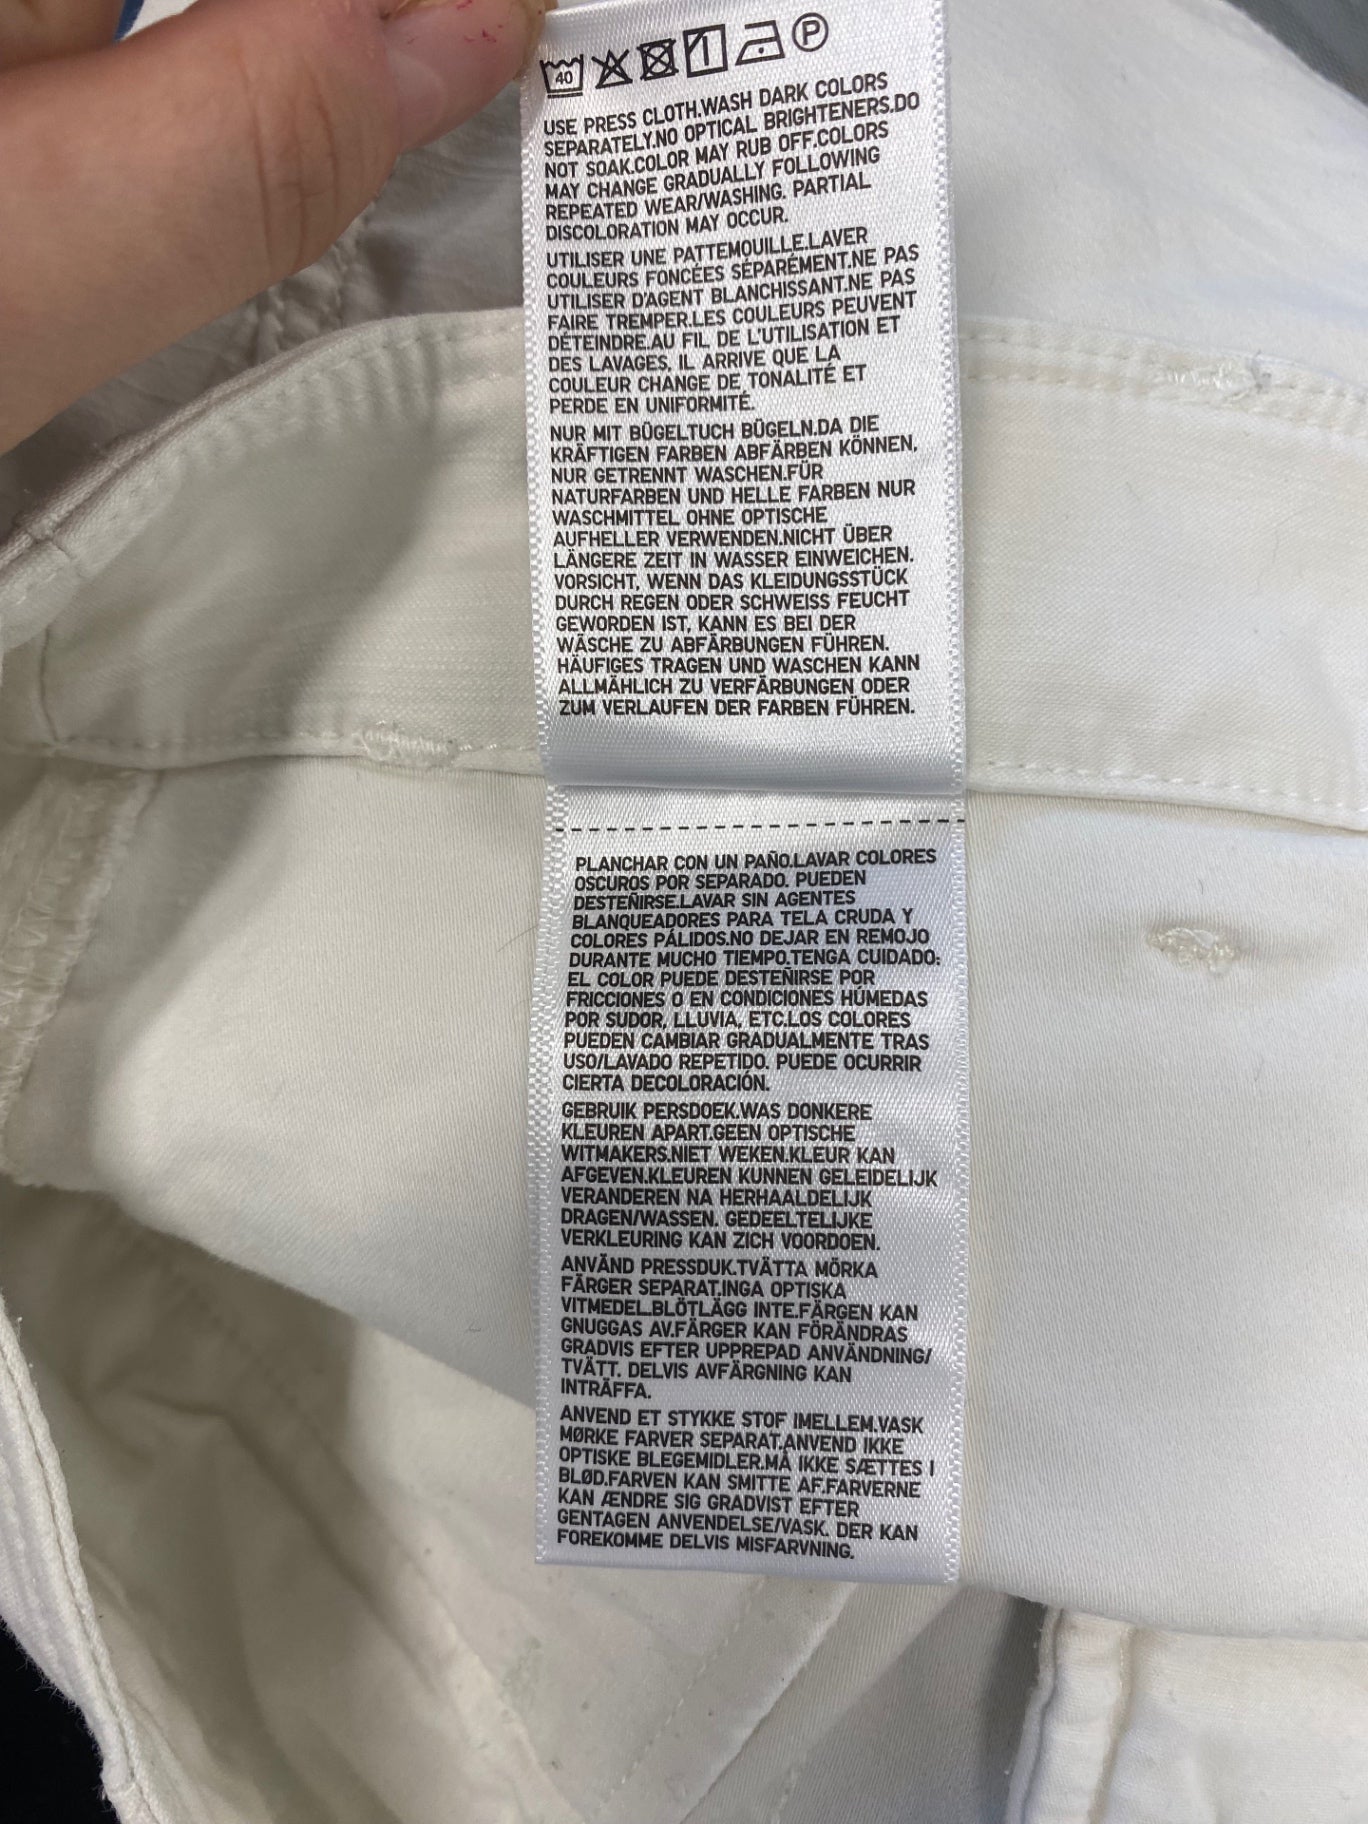 40 P
USE PRESS CLOTH.WASH DARK COLORS
SEPARATELY.NO OPTICAL BRIGHTENERS.DO
NOT SOAK.COLOR MAY RUB OFF.COLORS
MAY CHANGE GRADUALLY FOLLOWING
REPEATED WEAR/WASHING. PARTIAL
DISCOLORATION MAY OCCUR.
UTILISER UNE PATTEMOUILLE.LAVER
COULEURS FONCÉES SÉPARÉMENT.NE PAS
UTILISER D'AGENT BLANCHISSANT.NE PAS
FAIRE TREMPER.LES COULEURS PEUVENT
DÉTEINDRE.AU FIL DE L'UTILISATION ET
DES LAVAGES, IL ARRIVE QUE LA
COULEUR CHANGE DE TONALITÉ ET
PERDE EN UNIFORMITÉ.
NUR MIT BÜGELTUCH BÜGELN.DA DIE
KRÄFTIGEN FARBEN ABFÄRBEN KÖNNEN,
NUR GETRENNT WASCHEN.FÜR
NATURFARBEN UND HELLE FARBEN NUR
WASCHMITTEL OHNE OPTISCHE
AUFHELLER VERWENDEN.NICHT ÜBER
LÄNGERE ZEIT IN WASSER EINWEICHEN.
VORSICHT, WENN DAS KLEIDUNGSSTÜCK
DURCH REGEN ODER SCHWEISS FEUCHT
GEWORDEN IST, KANN ES BEI DER
WÄSCHE ZU ABFÄRBUNGEN FÜHREN.
HÄUFIGES TRAGEN UND WASCHEN KANN
ALLMÄHLICH ZU VERFÄRBUNGEN ODER
ZUM VERLAUFEN DER FARBEN FÜHREN.
PLANCHAR CON UN PAÑO.LAVAR COLORES
OSCUROS POR SEPARADO. PUEDEN
DESTEÑIRSE.LAVAR SIN AGENTES
BLANQUEADORES PARA TELA CRUDA Y
COLORES PÁLIDOS.NO DEJAR EN REMOJO
DURANTE MUCHO TIEMPO.TENGA CUIDADO:
EL COLOR PUEDE DESTEÑIRSE POR
FRICCIONES O EN CONDICIONES HÚMEDAS
POR SUDOR, LLUVIA, ETC.LOS COLORES
PUEDEN CAMBIAR GRADUALMENTE TRAS
USO/LAVADO REPETIDO. PUEDE OCURRIR
CIERTA DECOLORACIÓN.
GEBRUIK PERSDOEK.WAS DONKERE
KLEUREN APART.GEEN OPTISCHE
WITMAKERS.NIET WEKEN.KLEUR KAN
AFGEVEN.KLEUREN KUNNEN GELEIDELIJK
VERANDEREN NA HERHAALDELIJK
DRAGEN/WASSEN. GEDEELTELIJKE
VERKLEURING KAN ZICH VOORDOEN.
ANVÄND PRESSDUK.TVÄTTA MÖRKA
FÄRGER SEPARAT.INGA OPTISKA
VITMEDEL.BLÖTLÄGG INTE.FÄRGEN KAN
GNUGGAS AV.FÄRGER KAN FÖRÄNDRAS
GRADVIS EFTER UPPREPAD ANVÄNDNING/
TVÄTT. DELVIS AVFÄRGNING KAN
INTRÄFFA.
ANVEND ET STYKKE STOF IMELLEM.VASK
MØRKE FARVER SEPARAT.ANVEND IKKE
OPTISKE BLEGEMIDLER.MÅ IKKE SÆTTES I
BLØD.FARVEN KAN SMITTE AF.FARVERNE
KAN ÆNDRE SIG GRADVIST EFTER
GENTAGEN ANVENDELSE/VASK. DER KAN
FOREKOMME DELVIS MISFARVNING.